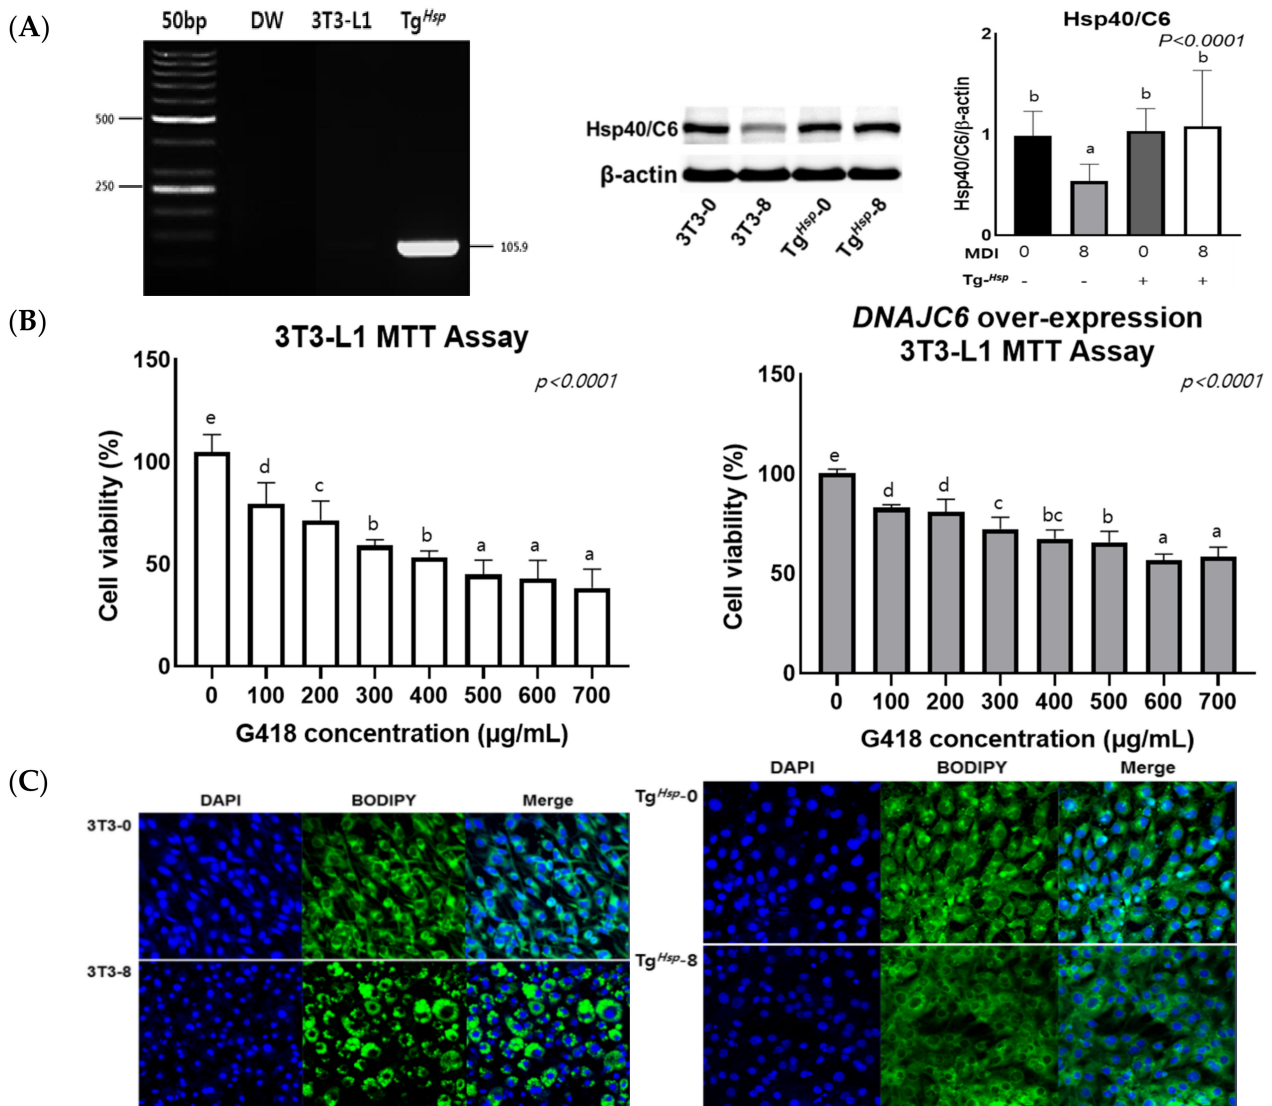 (A)
50bp DW 3T3-L1 Tg^Hsp
500
250
105.9
Hsp40/C6
β-actin
3T3-0 3T3-8 Tg^Hsp-0 Tg^Hsp-8
Hsp40/C6
P<0.0001
Hsp40/C6/β-actin
2
1
0
b a b b
MDI 0 8 0 8
Tg-^Hsp - - + +
(B)
3T3-L1 MTT Assay
p<0.0001
Cell viability (%)
150
100
50
0
e d c b b a a a
0 100 200 300 400 500 600 700
G418 concentration (µg/mL)
DNAJC6 over-expression
3T3-L1 MTT Assay
p<0.0001
Cell viability (%)
150
100
50
0
e d d c bc b a a
0 100 200 300 400 500 600 700
G418 concentration (µg/mL)
(C)
DAPI BODIPY Merge
3T3-0
3T3-8
DAPI BODIPY Merge
Tg^Hsp-0
Tg^Hsp-8